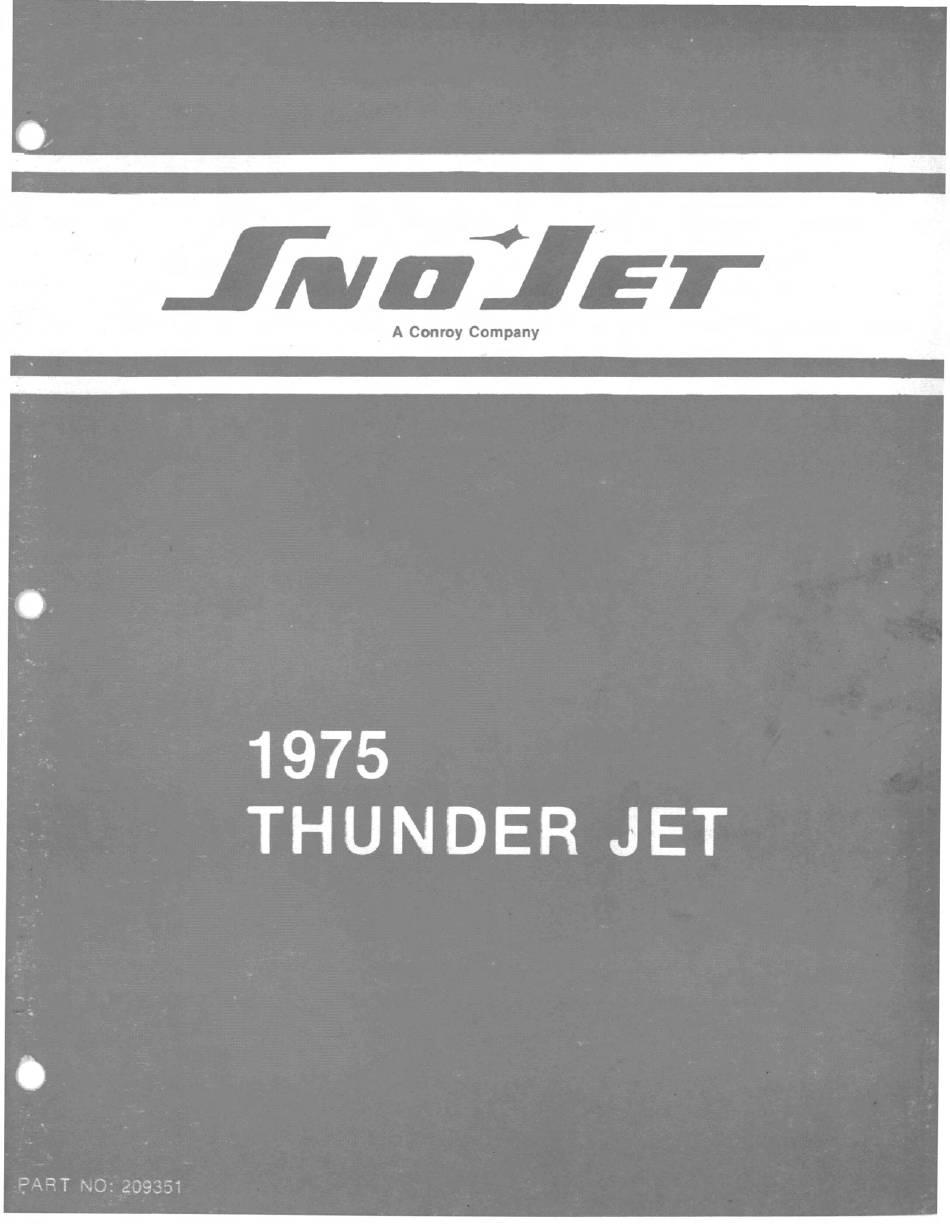 SNO JET
A Conroy Company
1975
THUNDER JET
PART NO: 209351